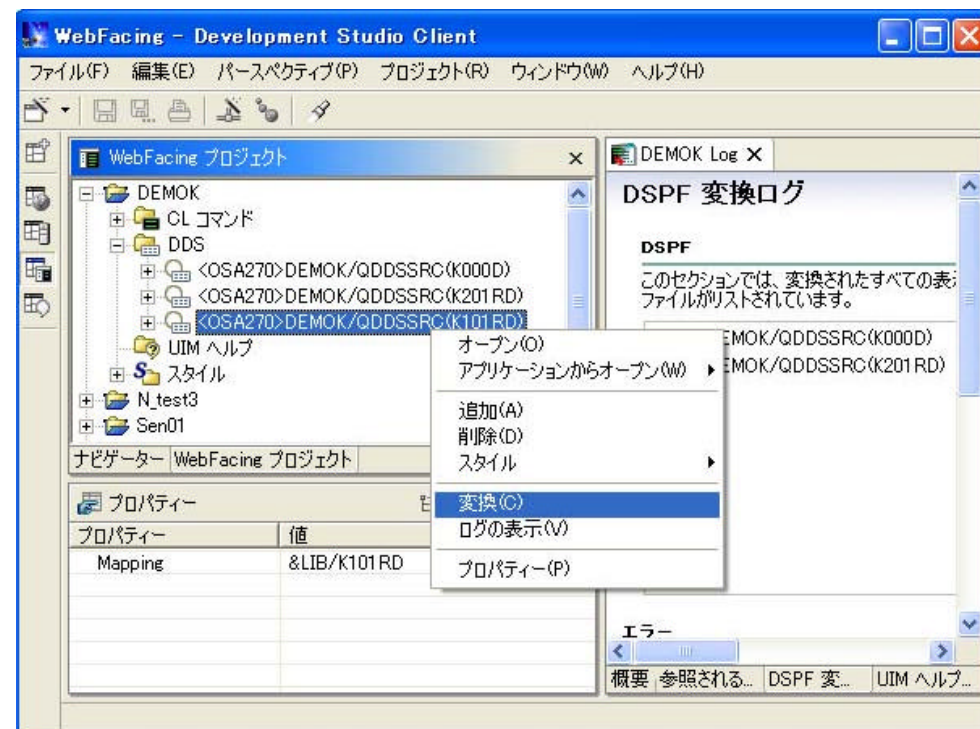 WebFacing - Development Studio Client
ファイル(F) 編集(E) パースペクティブ(P) プロジェクト(R) ウィンドウ(W) ヘルプ(H)
WebFacing プロジェクト
DEMOK
CL コマンド
DDS
<OSA270>DEMOK/QDDSSRC(K000D)
<OSA270>DEMOK/QDDSSRC(K201RD)
<OSA270>DEMOK/QDDSSRC(K101RD)
UIM ヘルプ
スタイル
N_test3
Sen01
ナビゲーター WebFacing プロジェクト
プロパティー
プロパティー 値
Mapping &LIB/K101RD
オープン(O)
アプリケーションからオープン(W)
追加(A)
削除(D)
スタイル
変換(C)
ログの表示(V)
プロパティー(P)
DEMOK Log
DSPF 変換ログ
DSPF
このセクションでは、変換されたすべての表示
ファイルがリストされています。
EMOK/QDDSSRC(K000D)
EMOK/QDDSSRC(K201RD)
エラー
概要 参照される... DSPF 変... UIM ヘルプ...